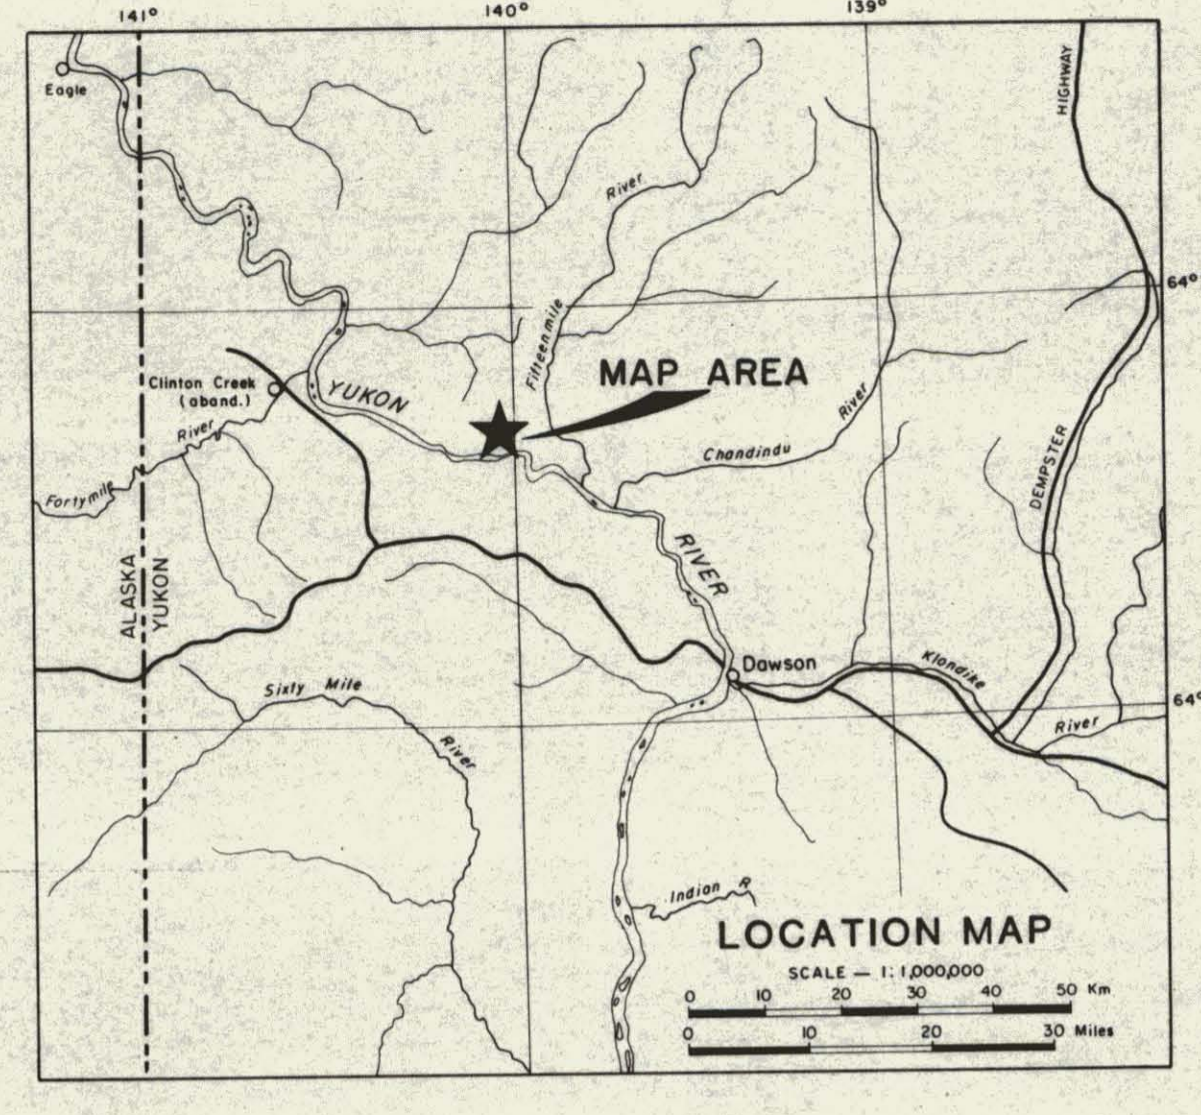 141°
140°
139°
Eagle
HIGHWAY
River
64°
Fifteenmile
MAP AREA
Clinton Creek
(aband.)
YUKON
River
River
Chandindu
Fortymile
DEMPSTER
RIVER
ALASKA
YUKON
Dawson
Klondike
Sixty Mile
River
River
64°
Indian R
LOCATION MAP
SCALE — 1:1,000,000
0 10 20 30 40 50 Km
0 10 20 30 Miles